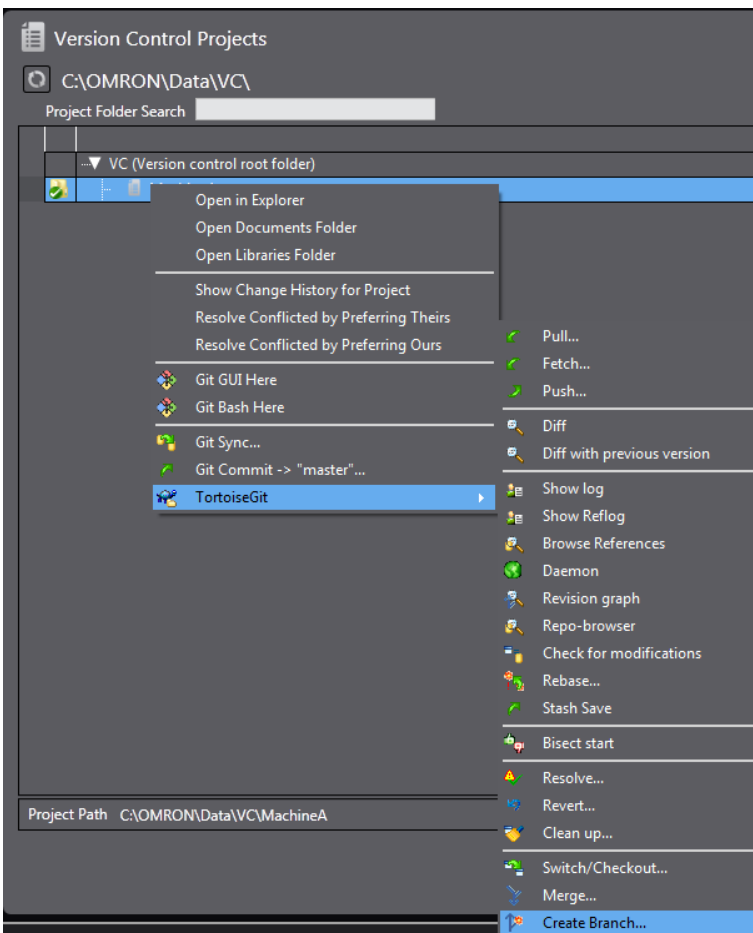 Version Control Projects
C:\OMRON\Data\VC\
Project Folder Search
VC (Version control root folder)
Open in Explorer
Open Documents Folder
Open Libraries Folder
Show Change History for Project
Resolve Conflicted by Preferring Theirs
Resolve Conflicted by Preferring Ours
Git GUI Here
Git Bash Here
Git Sync...
Git Commit -> "master"...
TortoiseGit
Pull...
Fetch...
Push...
Diff
Diff with previous version
Show log
Show Reflog
Browse References
Daemon
Revision graph
Repo-browser
Check for modifications
Rebase...
Stash Save
Bisect start
Resolve...
Revert...
Clean up...
Switch/Checkout...
Merge...
Create Branch...
Project Path C:\OMRON\Data\VC\MachineA